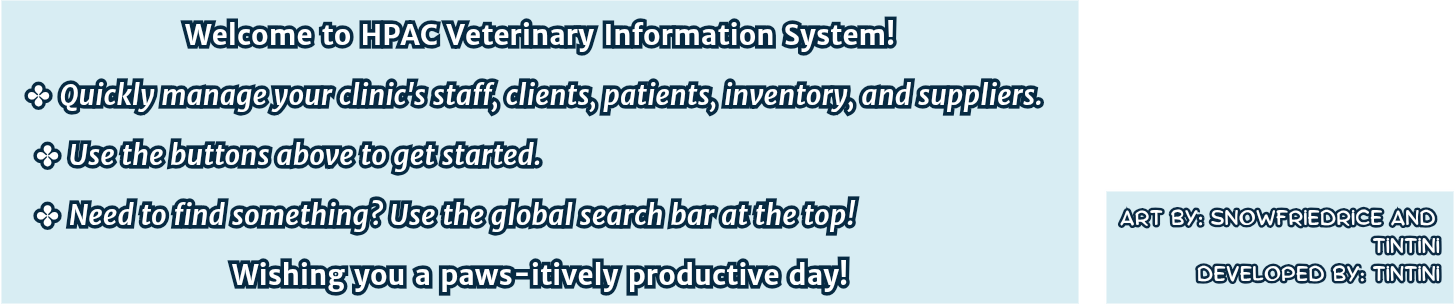 Welcome to HPAC Veterinary Information System!
✤ Quickly manage your clinic's staff, clients, patients, inventory, and suppliers.
✤ Use the buttons above to get started.
✤ Need to find something? Use the global search bar at the top!
Wishing you a paws-itively productive day!
ART BY: SNOWFRIEDRICE AND
TINTINI
DEVELOPED BY: TINTINI